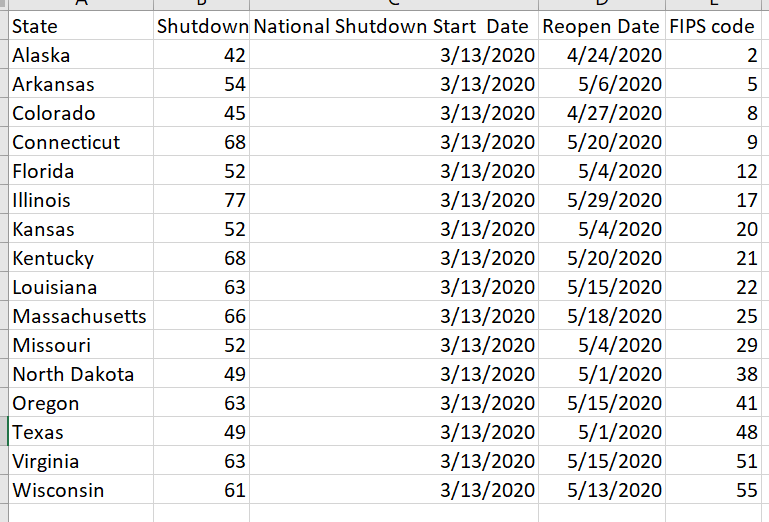 State Shutdown National Shutdown Start Date Reopen Date FIPS code
Alaska 42 3/13/2020 4/24/2020 2
Arkansas 54 3/13/2020 5/6/2020 5
Colorado 45 3/13/2020 4/27/2020 8
Connecticut 68 3/13/2020 5/20/2020 9
Florida 52 3/13/2020 5/4/2020 12
Illinois 77 3/13/2020 5/29/2020 17
Kansas 52 3/13/2020 5/4/2020 20
Kentucky 68 3/13/2020 5/20/2020 21
Louisiana 63 3/13/2020 5/15/2020 22
Massachusetts 66 3/13/2020 5/18/2020 25
Missouri 52 3/13/2020 5/4/2020 29
North Dakota 49 3/13/2020 5/1/2020 38
Oregon 63 3/13/2020 5/15/2020 41
Texas 49 3/13/2020 5/1/2020 48
Virginia 63 3/13/2020 5/15/2020 51
Wisconsin 61 3/13/2020 5/13/2020 55